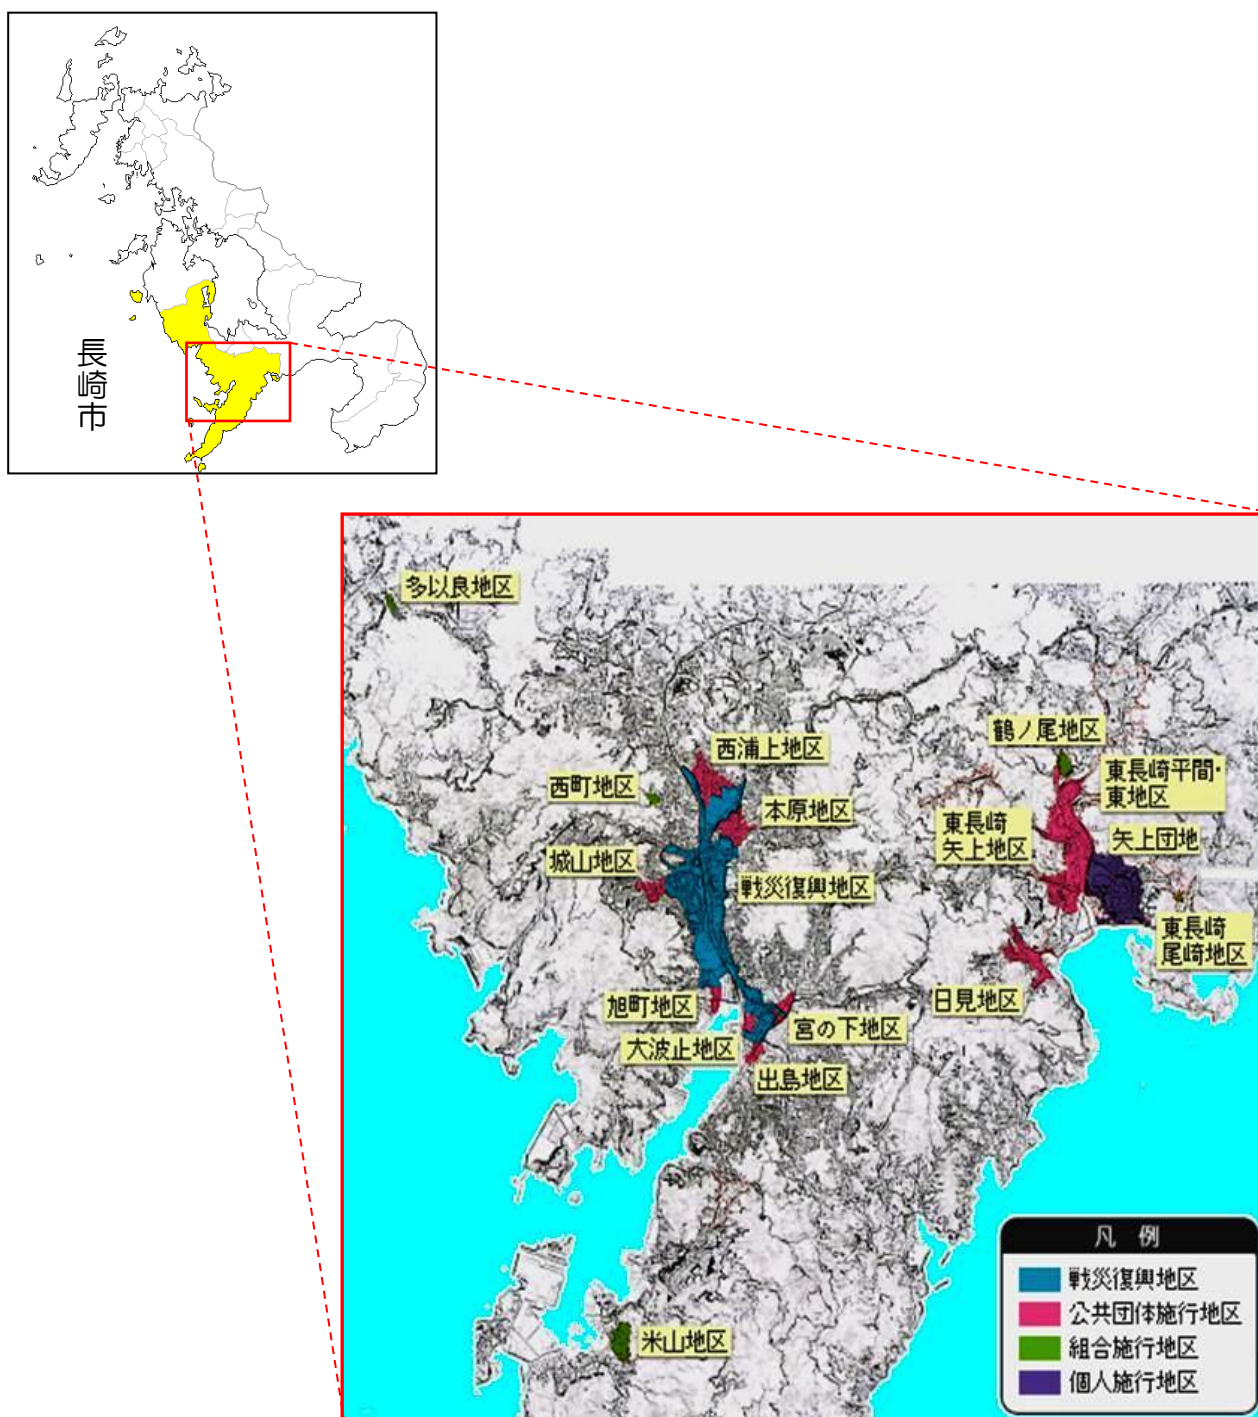 長崎市
多以良地区
鶴ノ尾地区
西浦上地区
東長崎平間・
東地区
西町地区
本原地区
東長崎
矢上地区
矢上団地
城山地区
戦災復興地区
東長崎
尾崎地区
旭町地区
日見地区
宮の下地区
大波止地区
出島地区
米山地区
凡 例
戦災復興地区
公共団体施行地区
組合施行地区
個人施行地区